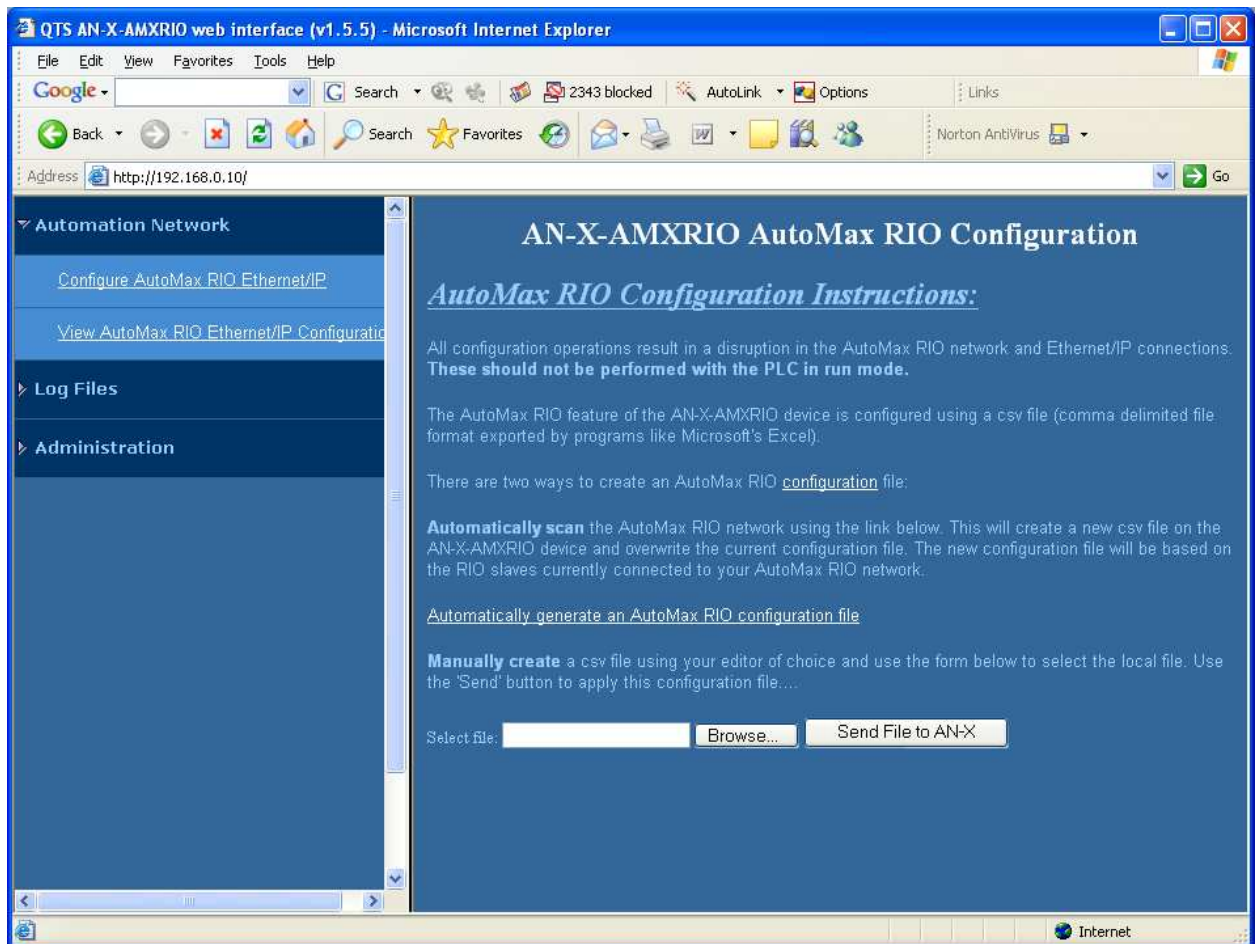 QTS AN-X-AMXRIO web interface (v1.5.5) - Microsoft Internet Explorer
File Edit View Favorites Tools Help
Google Search 2343 blocked AutoLink Options Links
Back Search Favorites Norton AntiVirus
Address http://192.168.0.10/ Go
Automation Network
Configure AutoMax RIO Ethernet/IP
View AutoMax RIO Ethernet/IP Configuratio
Log Files
Administration
AN-X-AMXRIO AutoMax RIO Configuration
AutoMax RIO Configuration Instructions:
All configuration operations result in a disruption in the AutoMax RIO network and Ethernet/IP connections.
These should not be performed with the PLC in run mode.
The AutoMax RIO feature of the AN-X-AMXRIO device is configured using a csv file (comma delimited file
format exported by programs like Microsoft's Excel).
There are two ways to create an AutoMax RIO configuration file:
Automatically scan the AutoMax RIO network using the link below. This will create a new csv file on the
AN-X-AMXRIO device and overwrite the current configuration file. The new configuration file will be based on
the RIO slaves currently connected to your AutoMax RIO network.
Automatically generate an AutoMax RIO configuration file
Manually create a csv file using your editor of choice and use the form below to select the local file. Use
the 'Send' button to apply this configuration file....
Select file: Browse... Send File to AN-X
Internet